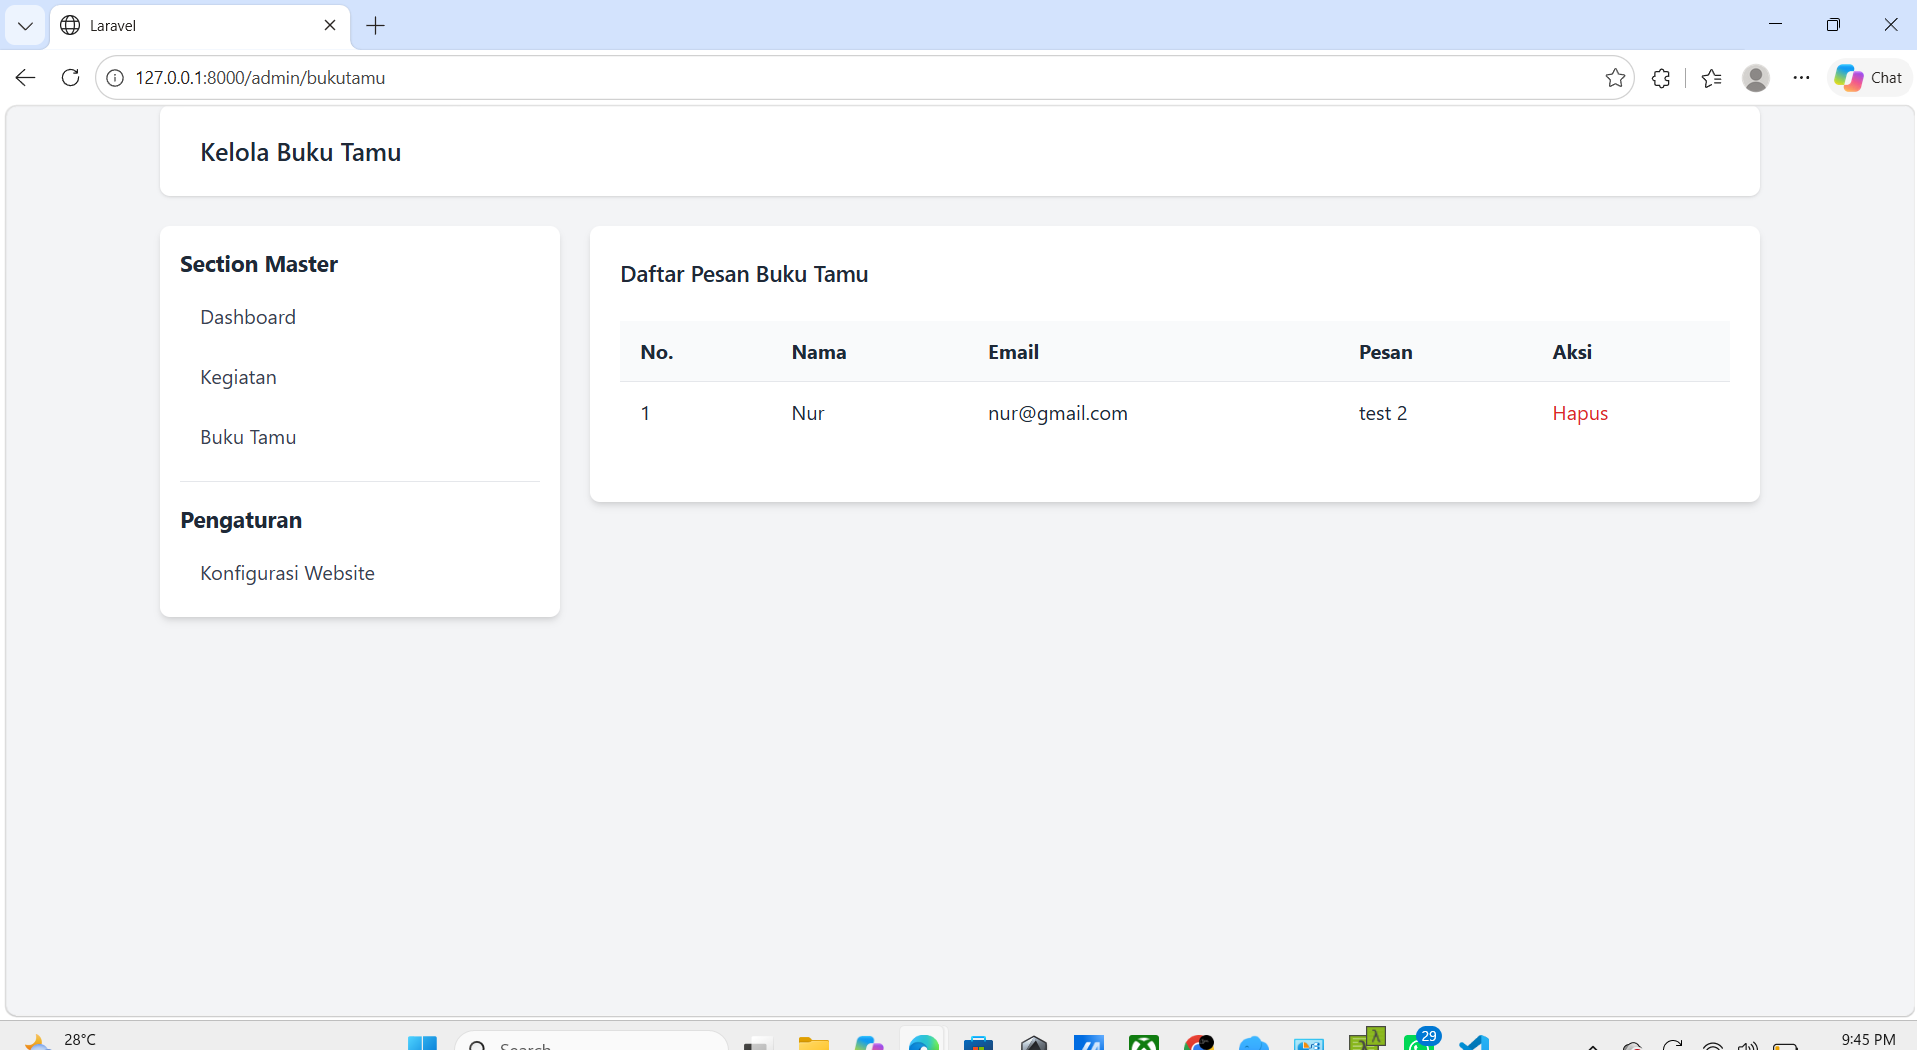 Laravel
127.0.0.1:8000/admin/bukutamu
Chat
Kelola Buku Tamu
Section Master
Dashboard
Kegiatan
Buku Tamu
Pengaturan
Konfigurasi Website
Daftar Pesan Buku Tamu
No. Nama Email Pesan Aksi
1 Nur nur@gmail.com test 2 Hapus
28°C
Search
29
9:45 PM